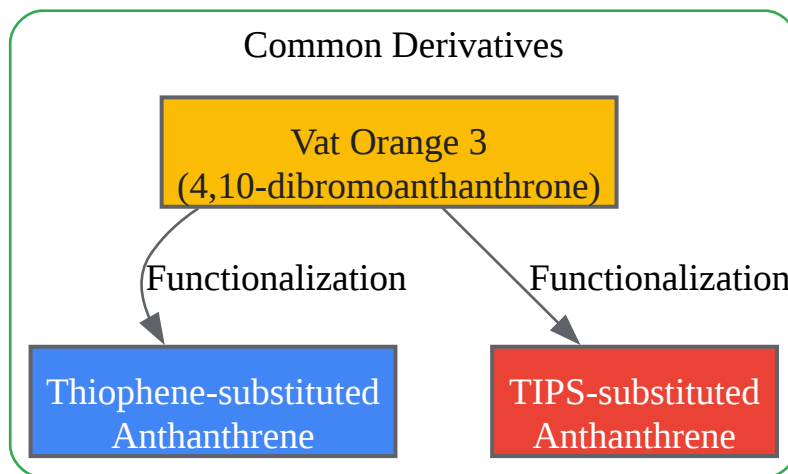 Common Derivatives
Vat Orange 3
(4,10-dibromoanthanthrone)
Functionalization
Functionalization
Thiophene-substituted
Anthanthrene
TIPS-substituted
Anthanthrene